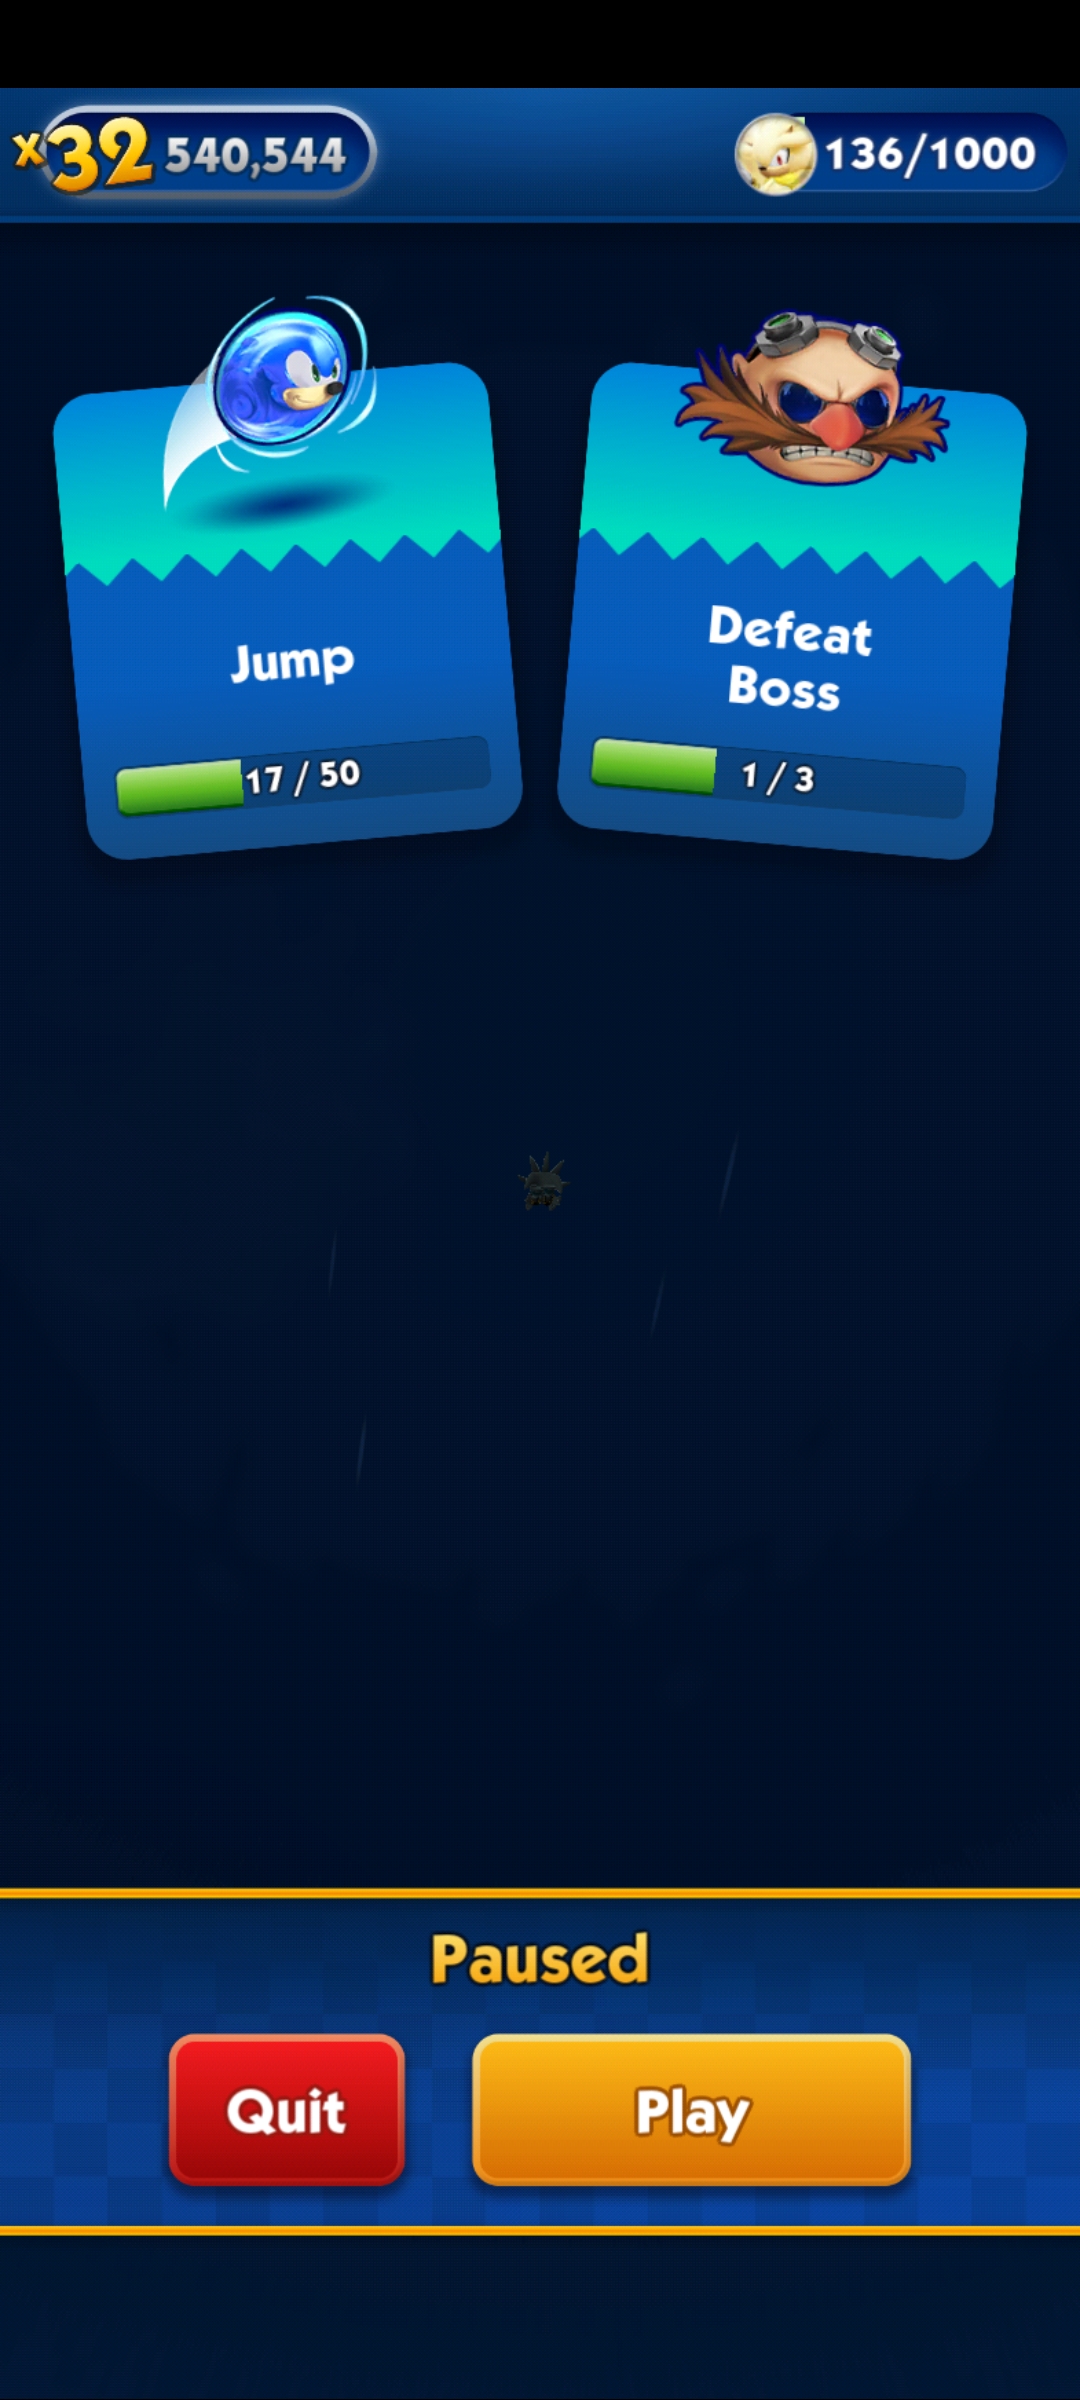 x32 540,544
136/1000
Jump
17 / 50
Defeat
Boss
1 / 3
Paused
Quit
Play